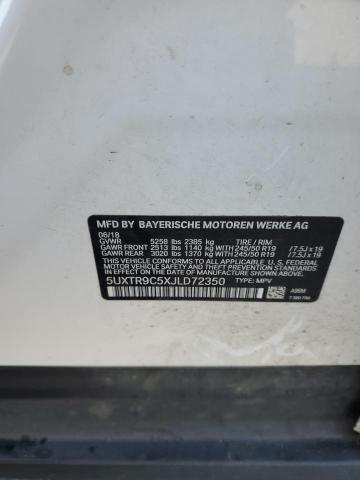 MFD BY BAYERISCHE MOTOREN WERKE AG
06/18
GVWR 5258 lbs 2385 kg TIRE / RIM
GAWR FRONT 2513 lbs 1140 kg WITH 245/50 R19 /7.5J x 19
GAWR REAR 3020 lbs 1370 kg WITH 245/50 R19 /7.5J x 19
THIS VEHICLE CONFORMS TO ALL APPLICABLE U.S. FEDERAL
MOTOR VEHICLE SAFETY STANDARDS IN EFFECT ON THE DATE
OF MANUFACTURE SHOWN ABOVE.
5UXTR9C5XJLD72350 TYPE: MPV